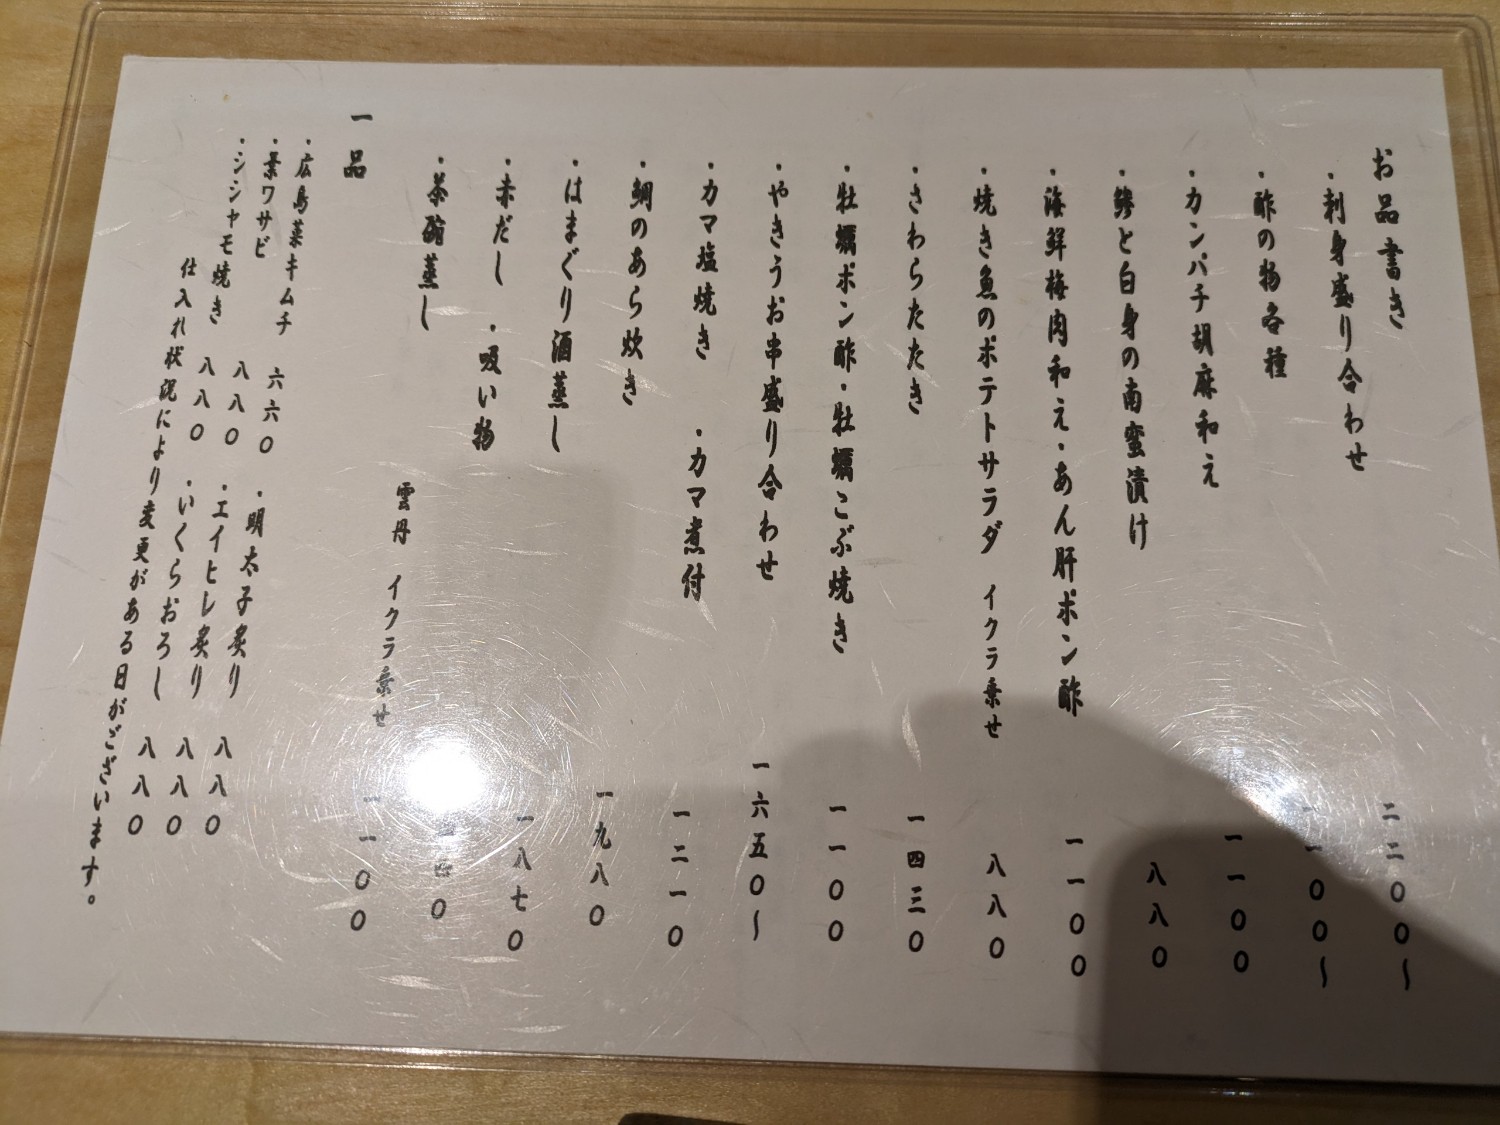 お品書き
・刺身盛り合わせ 二二〇〇〜
・酢の物各種 一一〇〇〜
・カンパチ胡麻和え 一一〇〇
・鯵と白身の南蛮漬け 八八〇
・海鮮梅肉和え・あん肝ポン酢 一一〇〇
・焼き魚のポテトサラダ イクラ乗せ 八八〇
・さわらたたき 一四三〇
・牡蠣ポン酢・牡蠣こぶ焼き 一一〇〇
・やきうお串盛り合わせ 一六五〇〜
・カマ塩焼き ・カマ煮付 一二一〇
・鯛のあら炊き 一九八〇
・はまぐり酒蒸し 一八七〇
・赤だし ・吸い物
・茶碗蒸し 雲丹 イクラ乗せ 一一〇〇
一品
・広島菜キムチ 六六〇 ・明太子炙り 八八〇
・葉ワサビ 八八〇 ・エイヒレ炙り 八八〇
・シシャモ焼き 八八〇 ・いくらおろし 八八〇
仕入れ状況により変更がある日がございます。